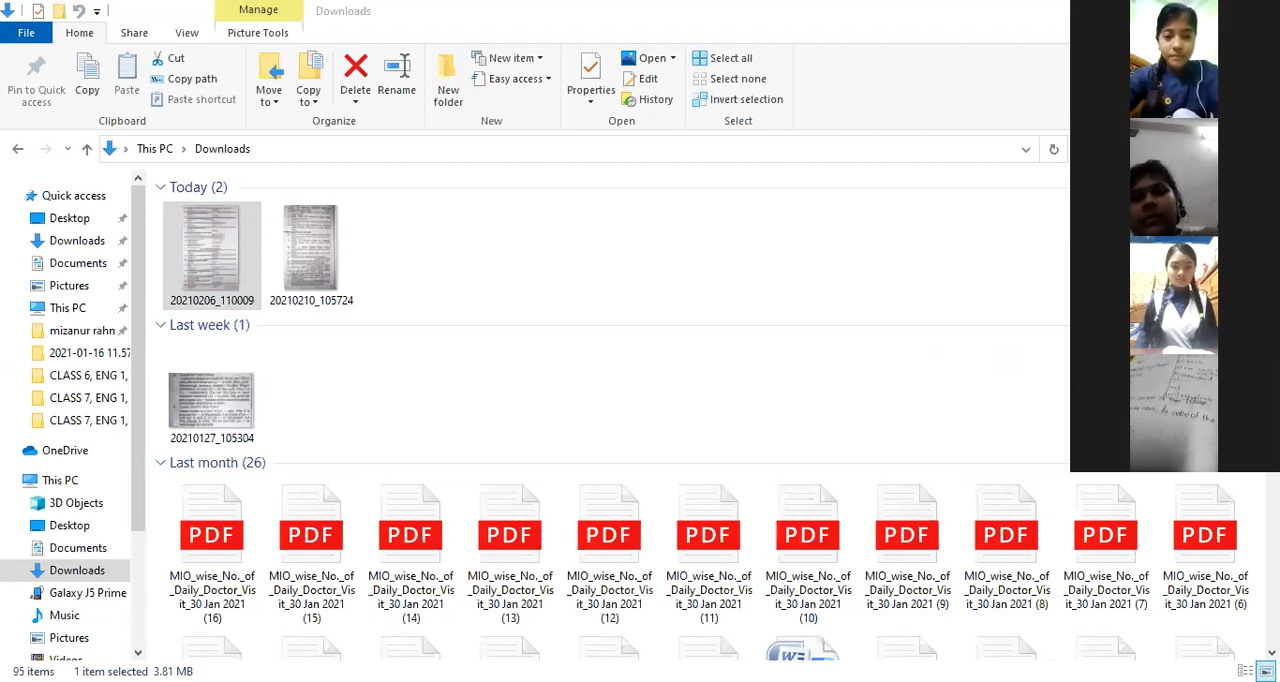 Manage
Downloads
File
Home
Share
View
Picture Tools
Pin to Quick access
Copy
Paste
Cut
Copy path
Paste shortcut
Clipboard
Move to
Copy to
Delete
Rename
Organize
New folder
New item
Easy access
New
Properties
Open
Edit
History
Open
Select all
Select none
Invert selection
Select
This PC
Downloads
Quick access
Desktop
Downloads
Documents
Pictures
This PC
mizanur rahn
2021-01-16 11.57
CLASS 6, ENG 1,
CLASS 7, ENG 1,
CLASS 7, ENG 1,
OneDrive
This PC
3D Objects
Desktop
Documents
Downloads
Galaxy J5 Prime
Music
Pictures
Videos
Today (2)
20210206_110009
20210210_105724
Last week (1)
20210127_105304
Last month (26)
PDF PDF PDF PDF PDF PDF PDF PDF PDF PDF PDF
MIO_wise_No._of_Daily_Doctor_Visit_30 Jan 2021 (16)
MIO_wise_No._of_Daily_Doctor_Visit_30 Jan 2021 (15)
MIO_wise_No._of_Daily_Doctor_Visit_30 Jan 2021 (14)
MIO_wise_No._of_Daily_Doctor_Visit_30 Jan 2021 (13)
MIO_wise_No._of_Daily_Doctor_Visit_30 Jan 2021 (12)
MIO_wise_No._of_Daily_Doctor_Visit_30 Jan 2021 (11)
MIO_wise_No._of_Daily_Doctor_Visit_30 Jan 2021 (10)
MIO_wise_No._of_Daily_Doctor_Visit_30 Jan 2021 (9)
MIO_wise_No._of_Daily_Doctor_Visit_30 Jan 2021 (8)
MIO_wise_No._of_Daily_Doctor_Visit_30 Jan 2021 (7)
MIO_wise_No._of_Daily_Doctor_Visit_30 Jan 2021 (6)
95 items
1 item selected 3.81 MB